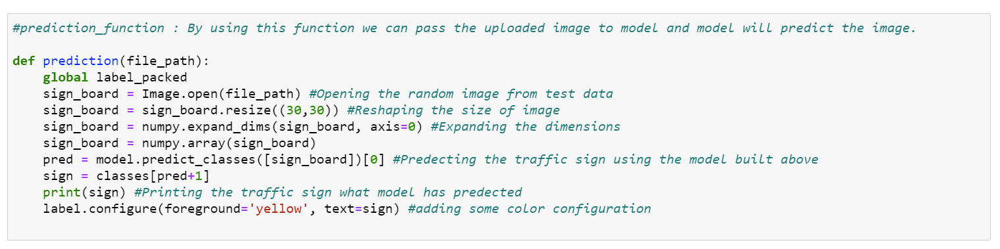 #prediction_function : By using this function we can pass the uploaded image to model and model will predict the image.
def prediction(file_path):
    global label_packed
    sign_board = Image.open(file_path) #Opening the random image from test data
    sign_board = sign_board.resize((30,30)) #Reshaping the size of image
    sign_board = numpy.expand_dims(sign_board, axis=0) #Expanding the dimensions
    sign_board = numpy.array(sign_board)
    pred = model.predict_classes([sign_board])[0] #Predecting the traffic sign using the model built above
    sign = classes[pred+1]
    print(sign) #Printing the traffic sign what model has predected
    label.configure(foreground='yellow', text=sign) #adding some color configuration